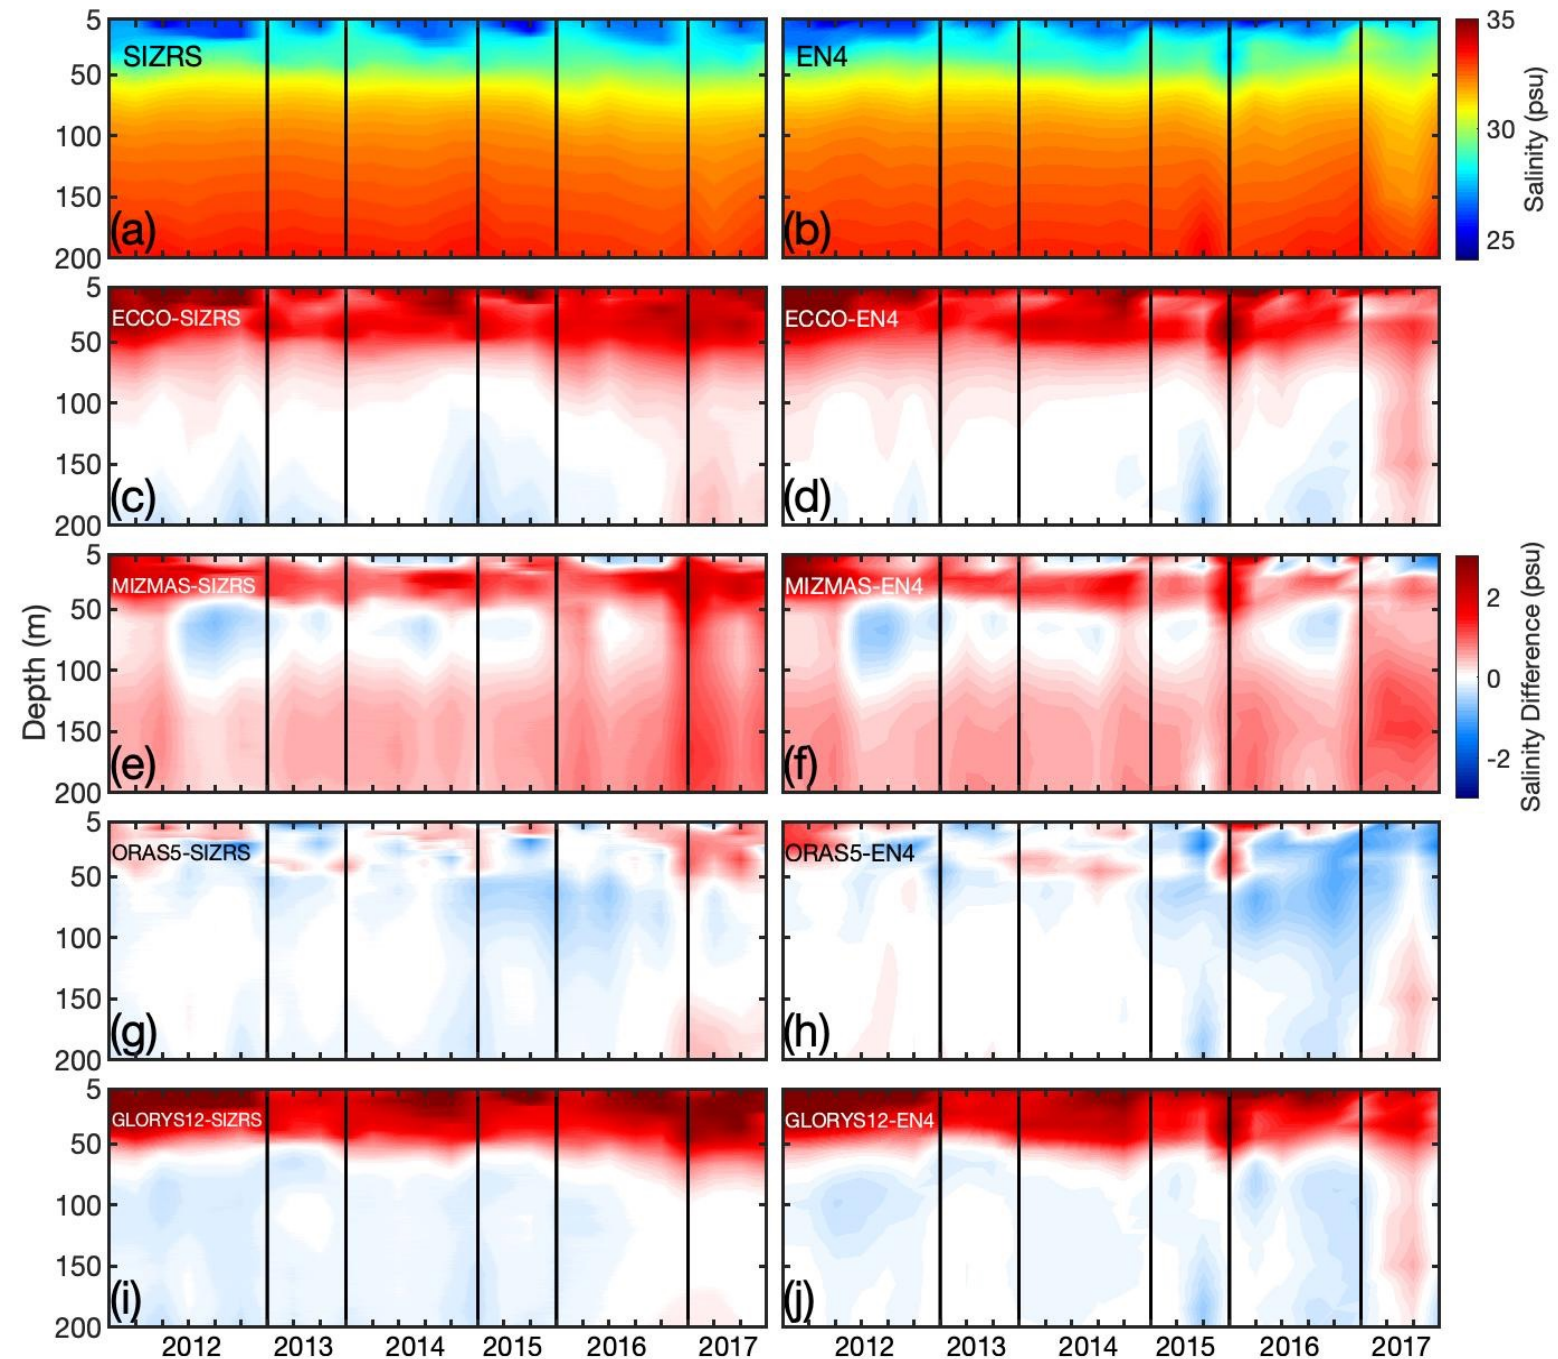 5
50
100
150
200
SIZRS
(a)
EN4
(b)
35
30
25
Salinity (psu)
5
50
100
150
200
ECCO-SIZRS
(c)
ECCO-EN4
(d)
5
50
100
150
200
Depth (m)
MIZMAS-SIZRS
(e)
MIZMAS-EN4
(f)
2
0
-2
Salinity Difference (psu)
5
50
100
150
200
ORAS5-SIZRS
(g)
ORAS5-EN4
(h)
5
50
100
150
200
GLORYS12-SIZRS
(i)
GLORYS12-EN4
(j)
2012 2013 2014 2015 2016 2017
2012 2013 2014 2015 2016 2017